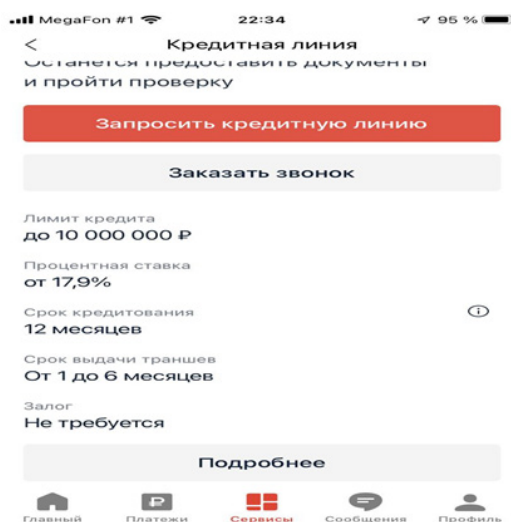 MegaFon #1 22:34 95 %
Кредитная линия
Останется предоставить документы
и пройти проверку
Запросить кредитную линию
Заказать звонок
Лимит кредита
до 10 000 000 ₽
Процентная ставка
от 17,9%
Срок кредитования
12 месяцев
Срок выдачи траншев
От 1 до 6 месяцев
Залог
Не требуется
Подробнее
Главный Платежи Сервисы Сообщения Профиль